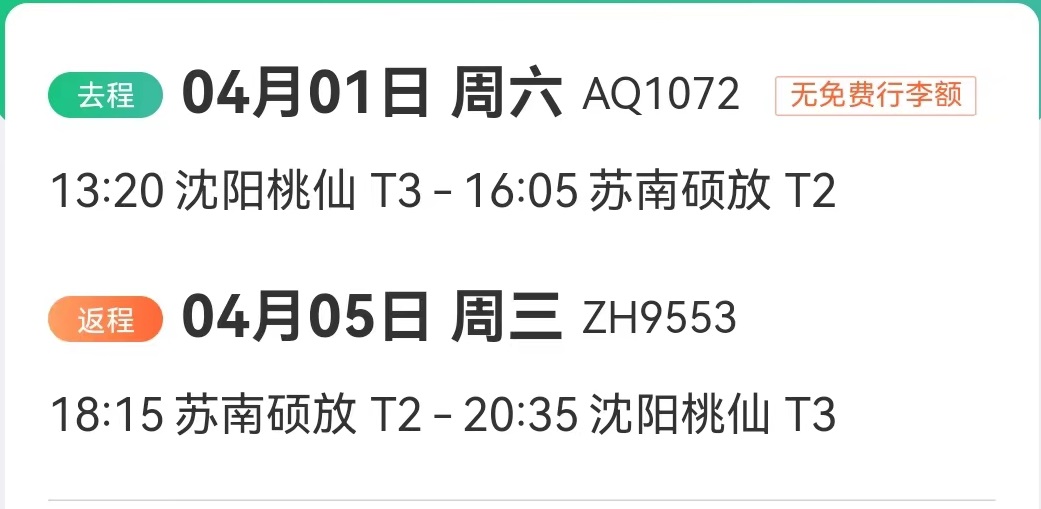 去程 04月01日 周六 AQ1072 无免费行李额
13:20 沈阳桃仙 T3 – 16:05 苏南硕放 T2
返程 04月05日 周三 ZH9553
18:15 苏南硕放 T2 – 20:35 沈阳桃仙 T3